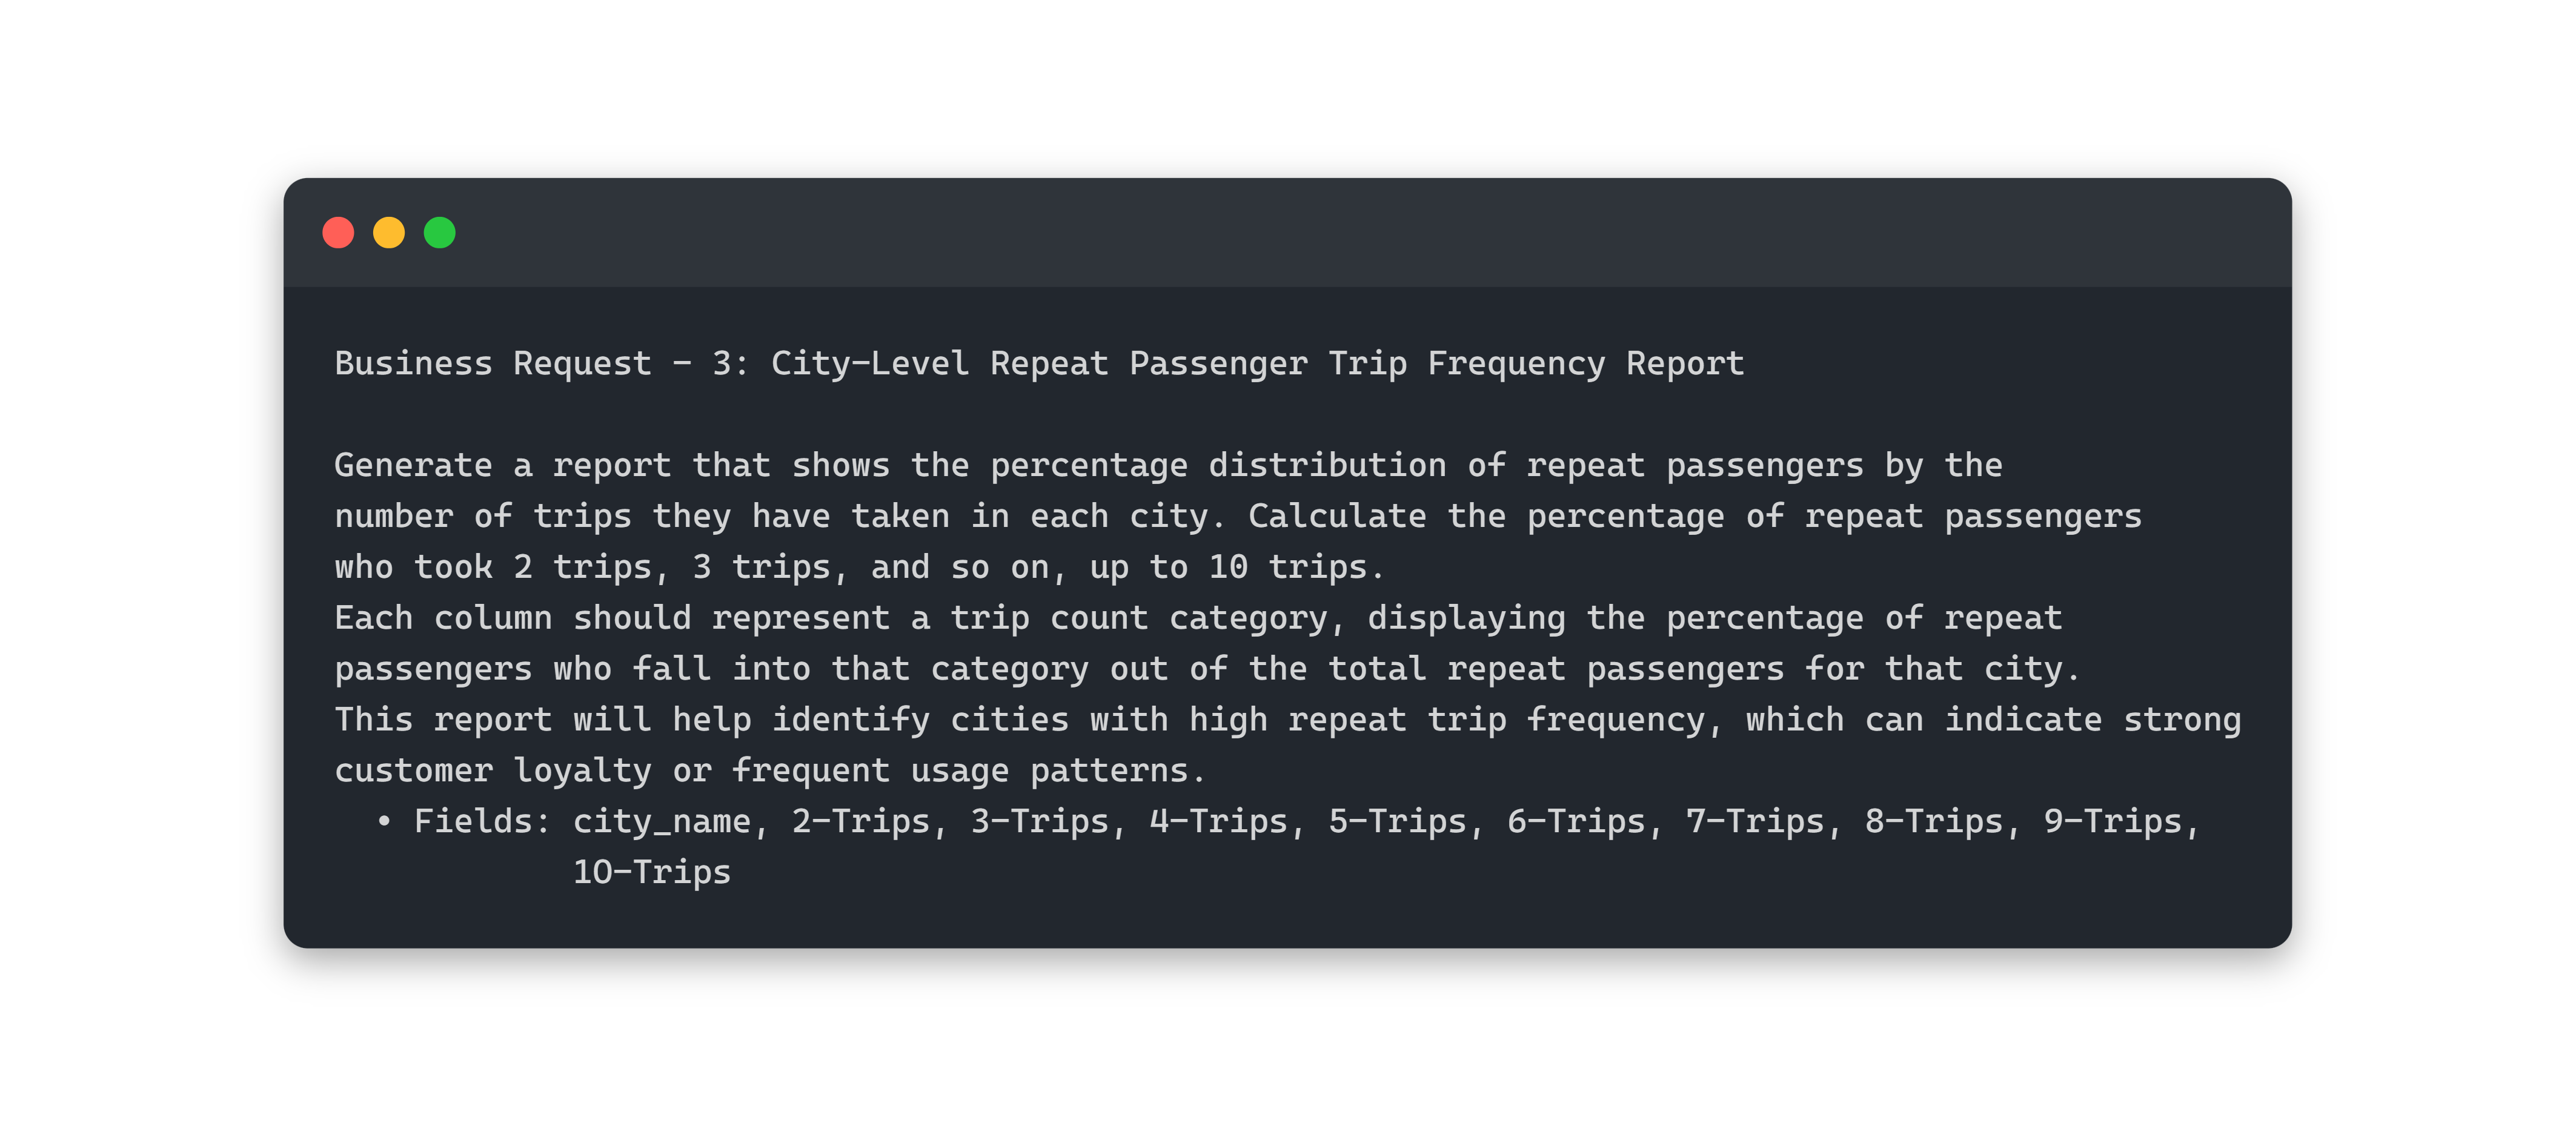 Business Request - 3: City-Level Repeat Passenger Trip Frequency Report
Generate a report that shows the percentage distribution of repeat passengers by the
number of trips they have taken in each city. Calculate the percentage of repeat passengers
who took 2 trips, 3 trips, and so on, up to 10 trips.
Each column should represent a trip count category, displaying the percentage of repeat
passengers who fall into that category out of the total repeat passengers for that city.
This report will help identify cities with high repeat trip frequency, which can indicate strong
customer loyalty or frequent usage patterns.
• Fields: city_name, 2-Trips, 3-Trips, 4-Trips, 5-Trips, 6-Trips, 7-Trips, 8-Trips, 9-Trips,
10-Trips